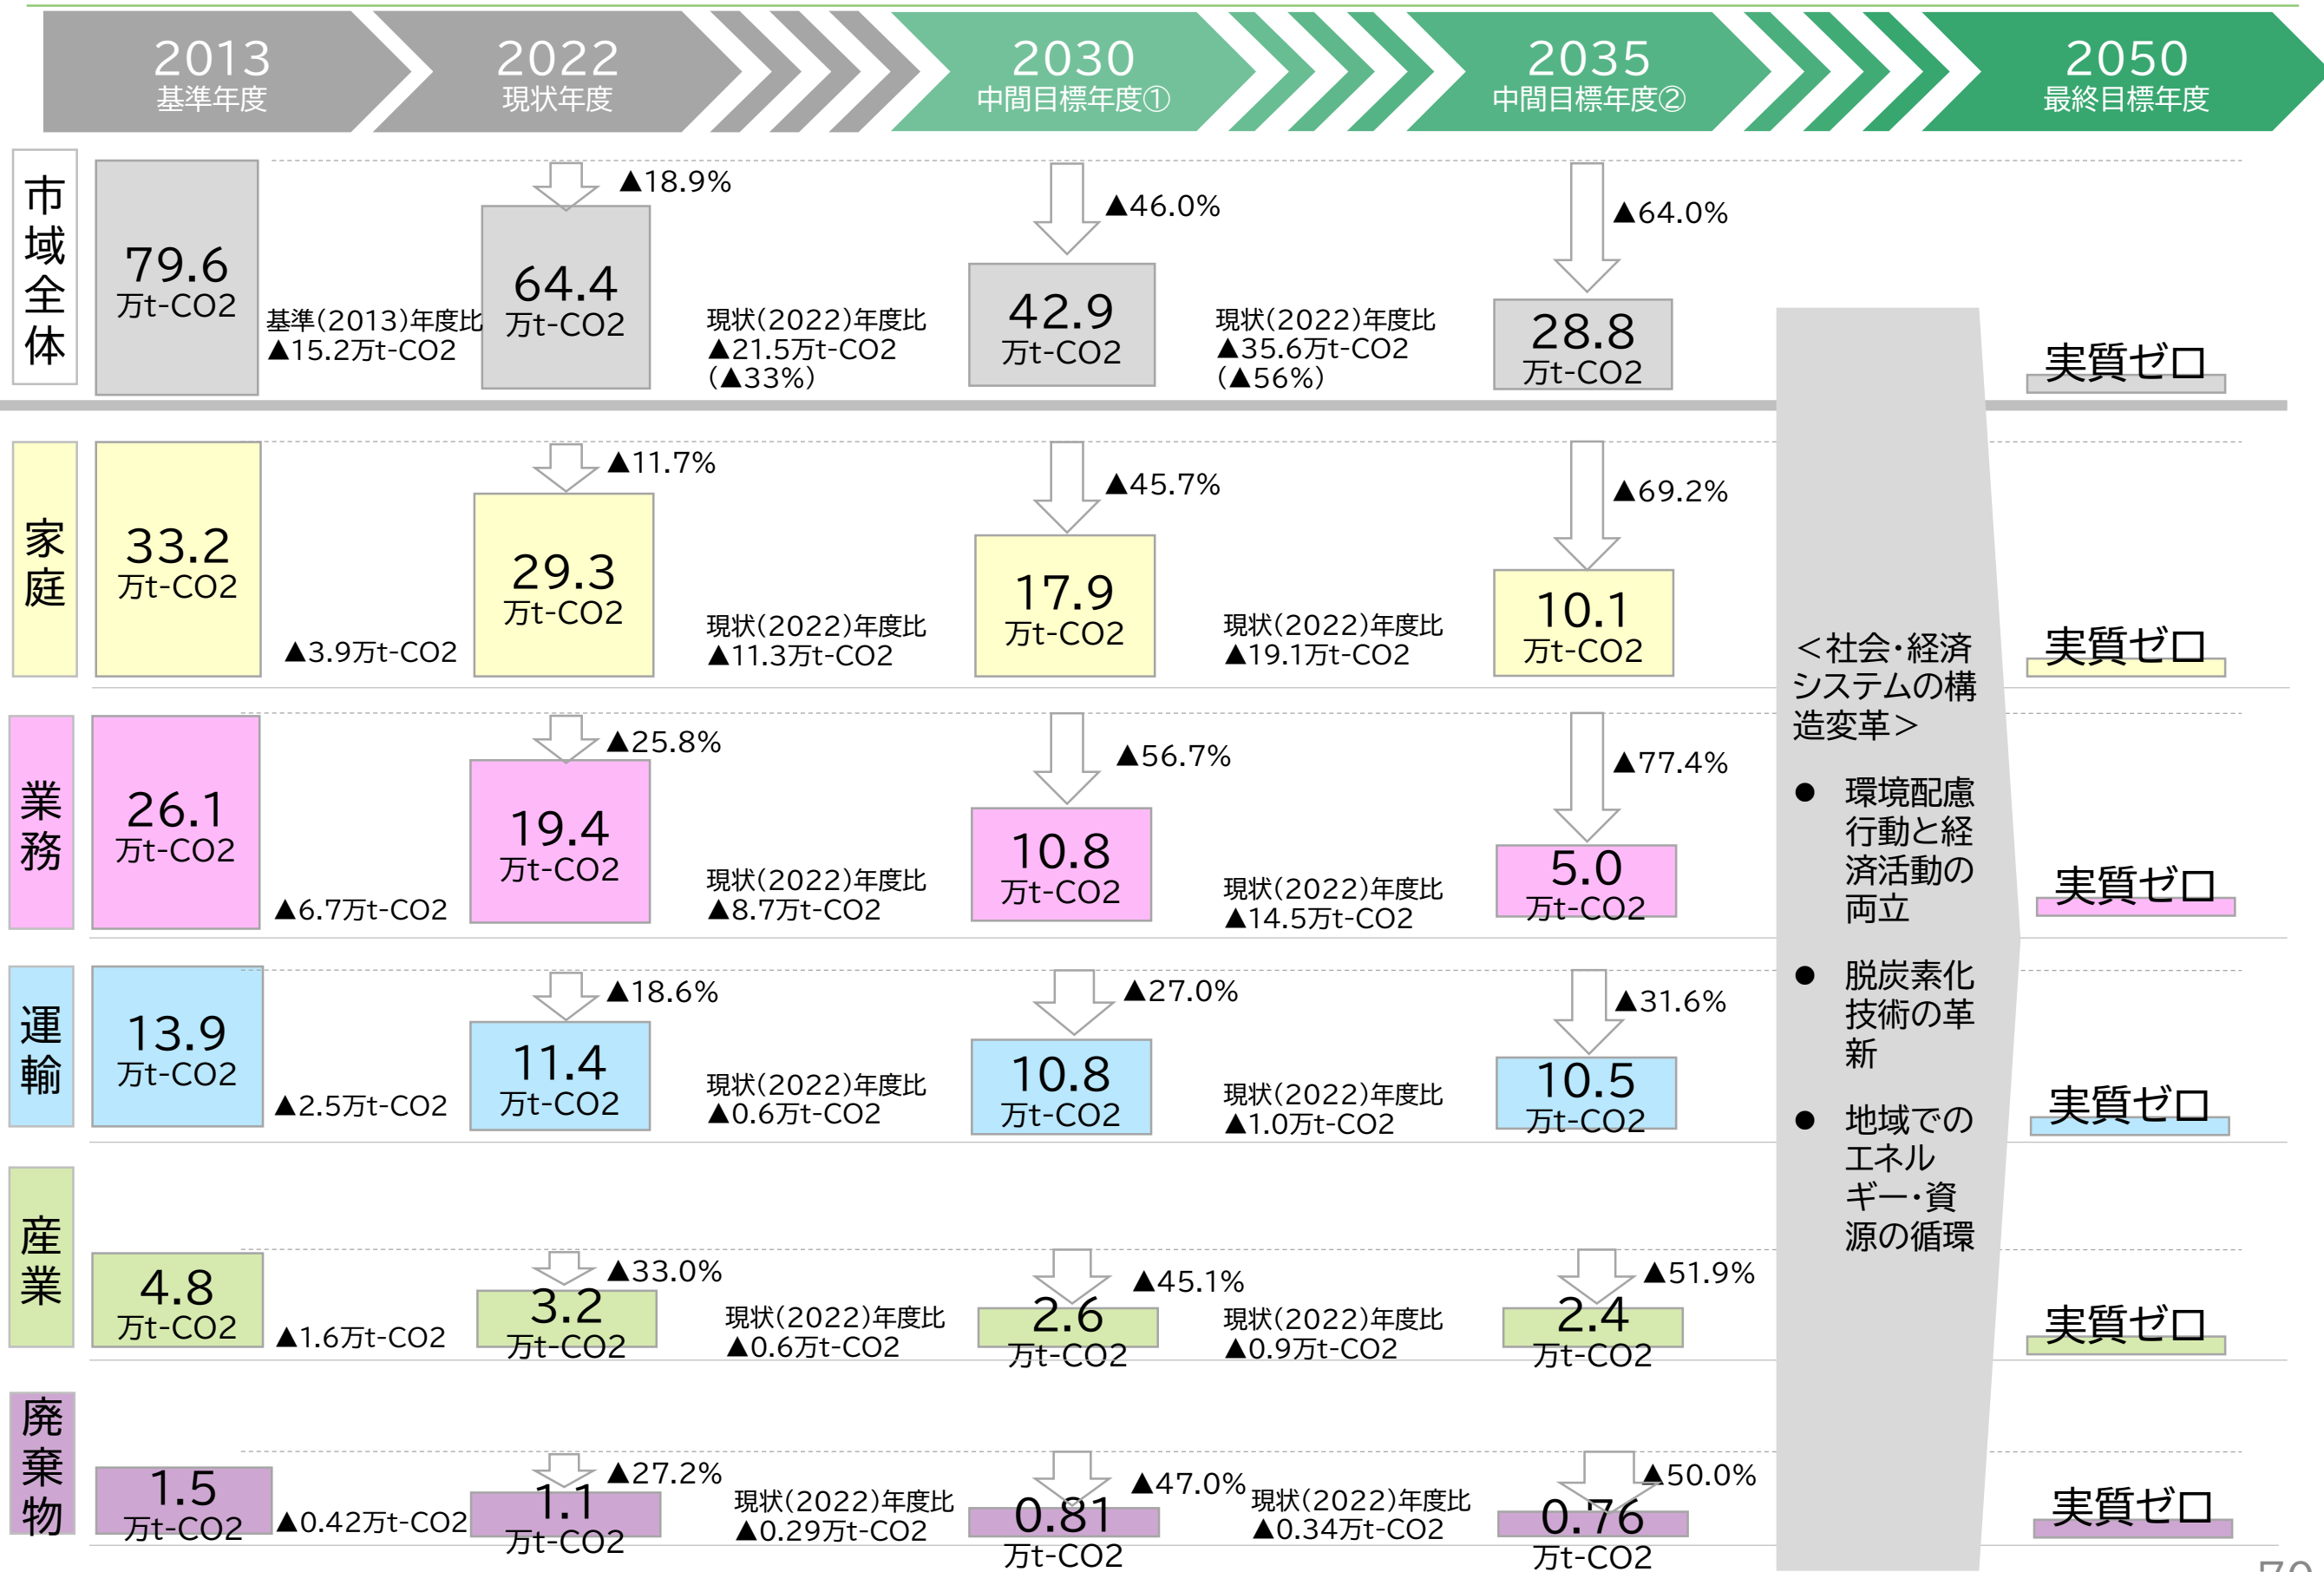 2013
基準年度
2022
現状年度
2030
中間目標年度①
2035
中間目標年度②
2050
最終目標年度
市域全体
79.6
万t-CO2
基準(2013)年度比
▲15.2万t-CO2
▲18.9%
64.4
万t-CO2
現状(2022)年度比
▲21.5万t-CO2
(▲33%)
▲46.0%
42.9
万t-CO2
現状(2022)年度比
▲35.6万t-CO2
(▲56%)
▲64.0%
28.8
万t-CO2
実質ゼロ
家庭
33.2
万t-CO2
▲3.9万t-CO2
▲11.7%
29.3
万t-CO2
現状(2022)年度比
▲11.3万t-CO2
▲45.7%
17.9
万t-CO2
現状(2022)年度比
▲19.1万t-CO2
▲69.2%
10.1
万t-CO2
実質ゼロ
業務
26.1
万t-CO2
▲6.7万t-CO2
▲25.8%
19.4
万t-CO2
現状(2022)年度比
▲8.7万t-CO2
▲56.7%
10.8
万t-CO2
現状(2022)年度比
▲14.5万t-CO2
▲77.4%
5.0
万t-CO2
実質ゼロ
運輸
13.9
万t-CO2
▲2.5万t-CO2
▲18.6%
11.4
万t-CO2
現状(2022)年度比
▲0.6万t-CO2
▲27.0%
10.8
万t-CO2
現状(2022)年度比
▲1.0万t-CO2
▲31.6%
10.5
万t-CO2
実質ゼロ
産業
4.8
万t-CO2
▲1.6万t-CO2
▲33.0%
3.2
万t-CO2
現状(2022)年度比
▲0.6万t-CO2
▲45.1%
2.6
万t-CO2
現状(2022)年度比
▲0.9万t-CO2
▲51.9%
2.4
万t-CO2
実質ゼロ
廃棄物
1.5
万t-CO2
▲0.42万t-CO2
▲27.2%
1.1
万t-CO2
現状(2022)年度比
▲0.29万t-CO2
▲47.0%
0.81
万t-CO2
現状(2022)年度比
▲0.34万t-CO2
▲50.0%
0.76
万t-CO2
実質ゼロ
<社会・経済
システムの構
造変革>
● 環境配慮
行動と経
済活動の
両立
● 脱炭素化
技術の革
新
● 地域での
エネル
ギー・資
源の循環